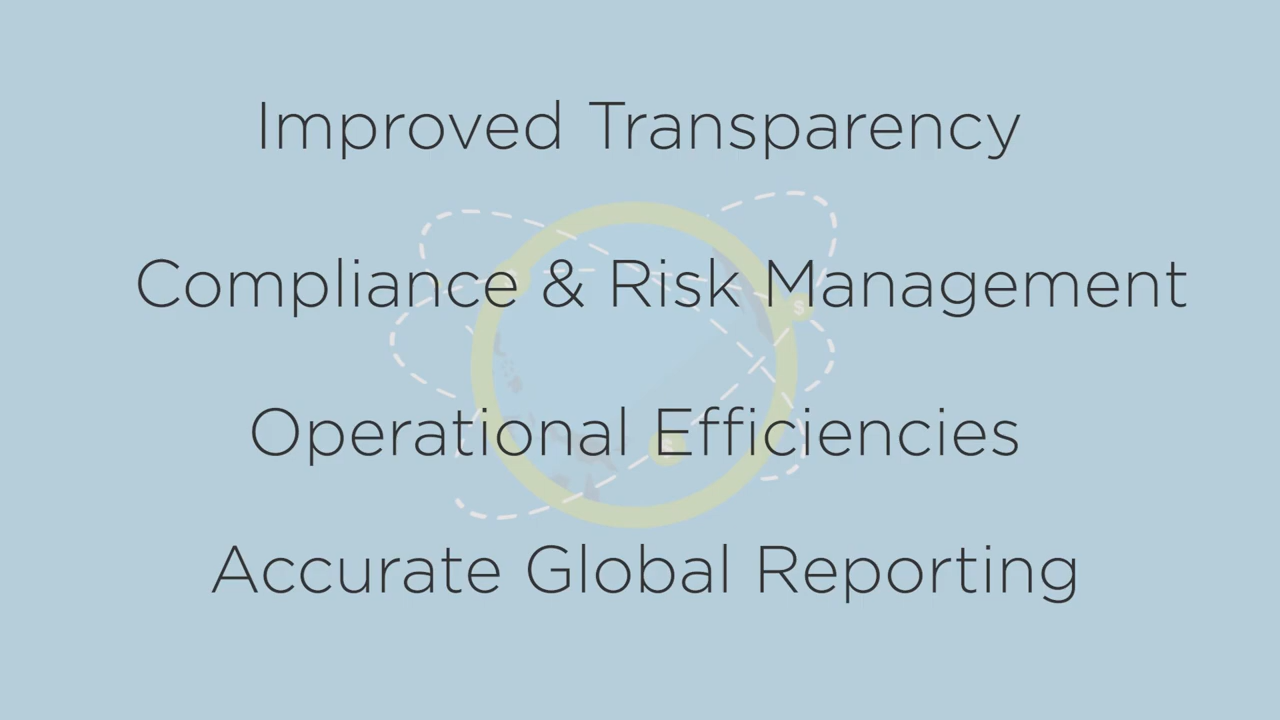 Improved Transparency
Compliance & Risk Management
$
Operational Efficiencies
Accurate Global Reporting